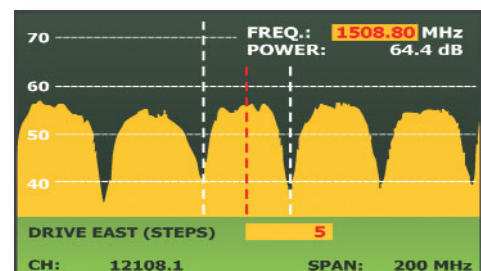 70
FREQ.: 1508.80 MHz
POWER: 64.4 dB
60
50
40
DRIVE EAST (STEPS) 5
CH: 12108.1 SPAN: 200 MHz